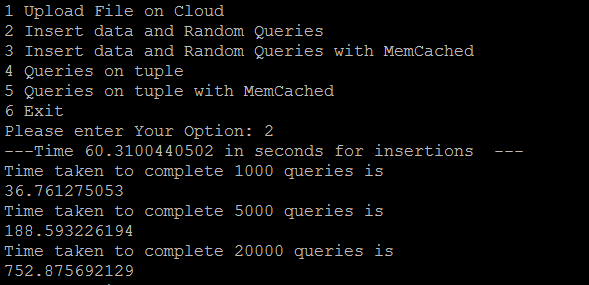 1 Upload File on Cloud
2 Insert data and Random Queries
3 Insert data and Random Queries with MemCached
4 Queries on tuple
5 Queries on tuple with MemCached
6 Exit
Please enter Your Option: 2
---Time 60.3100440502 in seconds for insertions  ---
Time taken to complete 1000 queries is
36.761275053
Time taken to complete 5000 queries is
188.593226194
Time taken to complete 20000 queries is
752.875692129